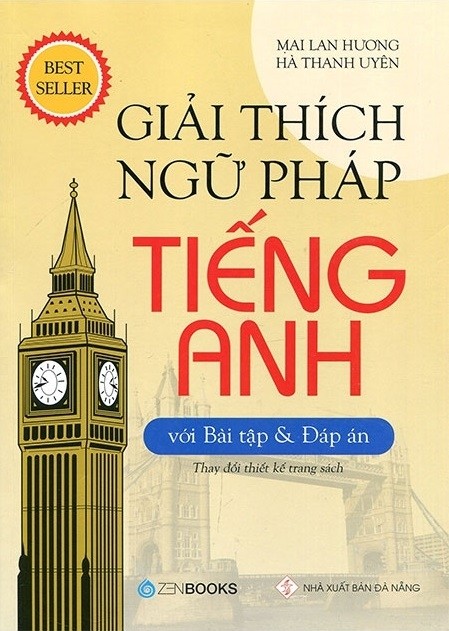 BEST
SELLER
MAI LAN HƯƠNG
HÀ THANH UYÊN
GIẢI THÍCH
NGỮ PHÁP
TIẾNG
ANH
với Bài tập & Đáp án
Thay đổi thiết kế trang sách
ZENBOOKS
NHÀ XUẤT BẢN ĐÀ NẴNG